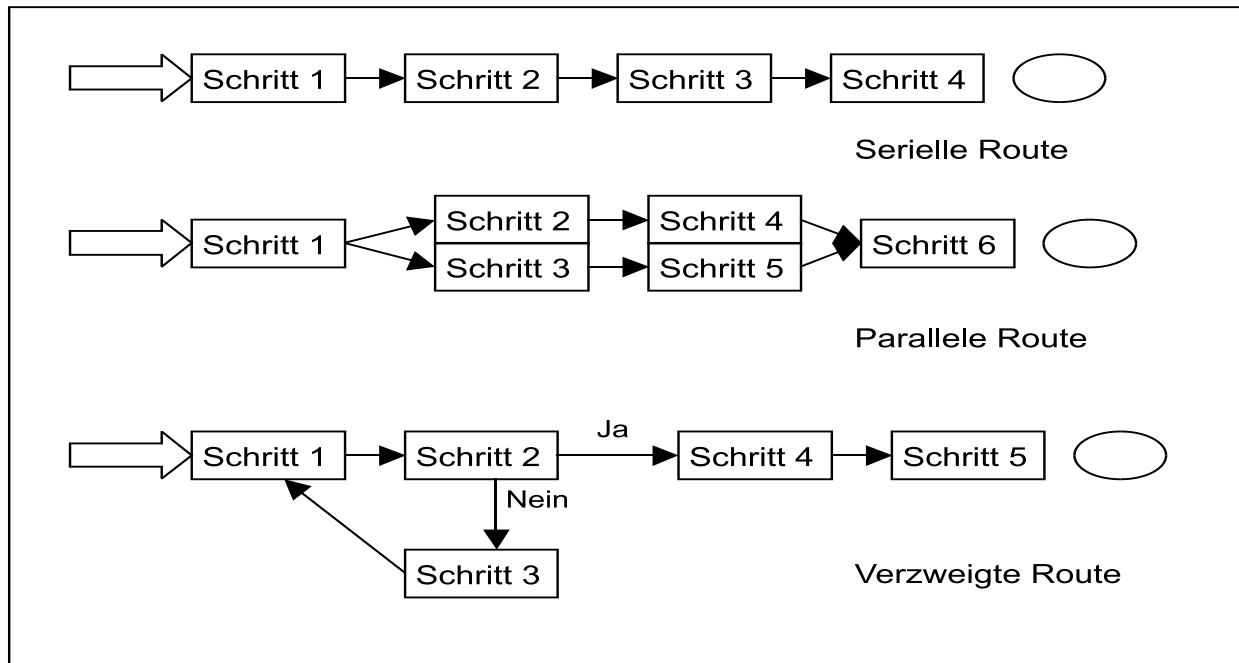 Schritt 1
Schritt 2
Schritt 3
Schritt 4
Serielle Route
Schritt 1
Schritt 2
Schritt 4
Schritt 3
Schritt 5
Schritt 6
Parallele Route
Schritt 1
Schritt 2
Ja
Schritt 4
Schritt 5
Nein
Schritt 3
Verzweigte Route